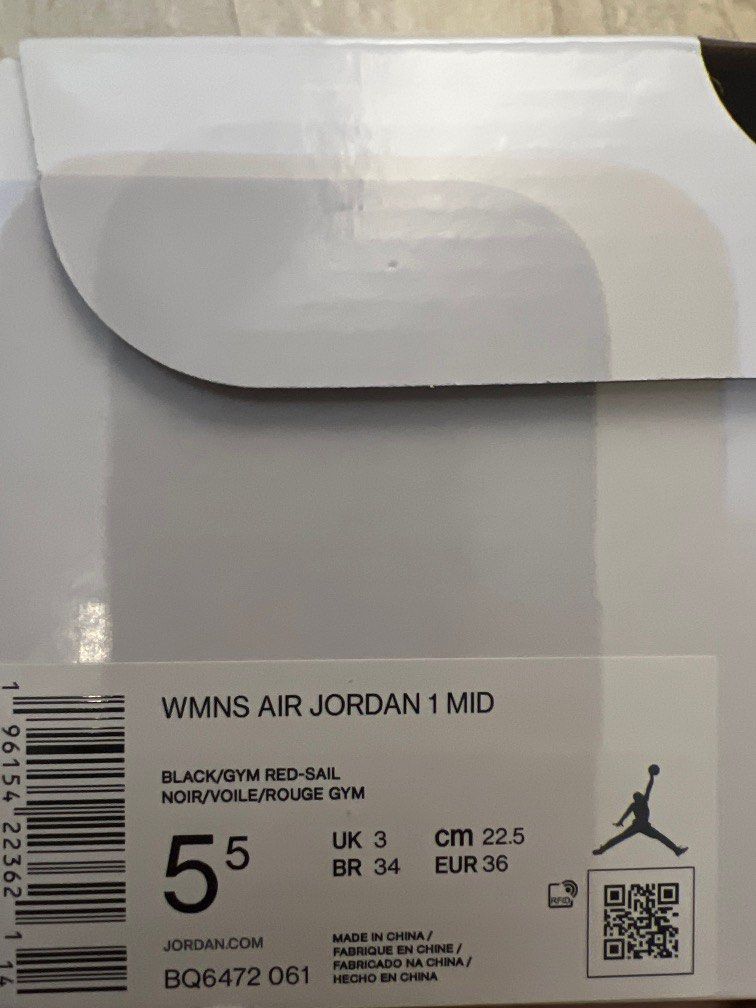 WMNS AIR JORDAN 1 MID
BLACK/GYM RED-SAIL
NOIR/VOILE/ROUGE GYM
5 5
UK 3 cm 22.5
BR 34 EUR 36
RFID
JORDAN.COM
BQ6472 061
MADE IN CHINA /
FABRIQUE EN CHINE /
FABRICADO NA CHINA /
HECHO EN CHINA
1 96154 22362 1 14